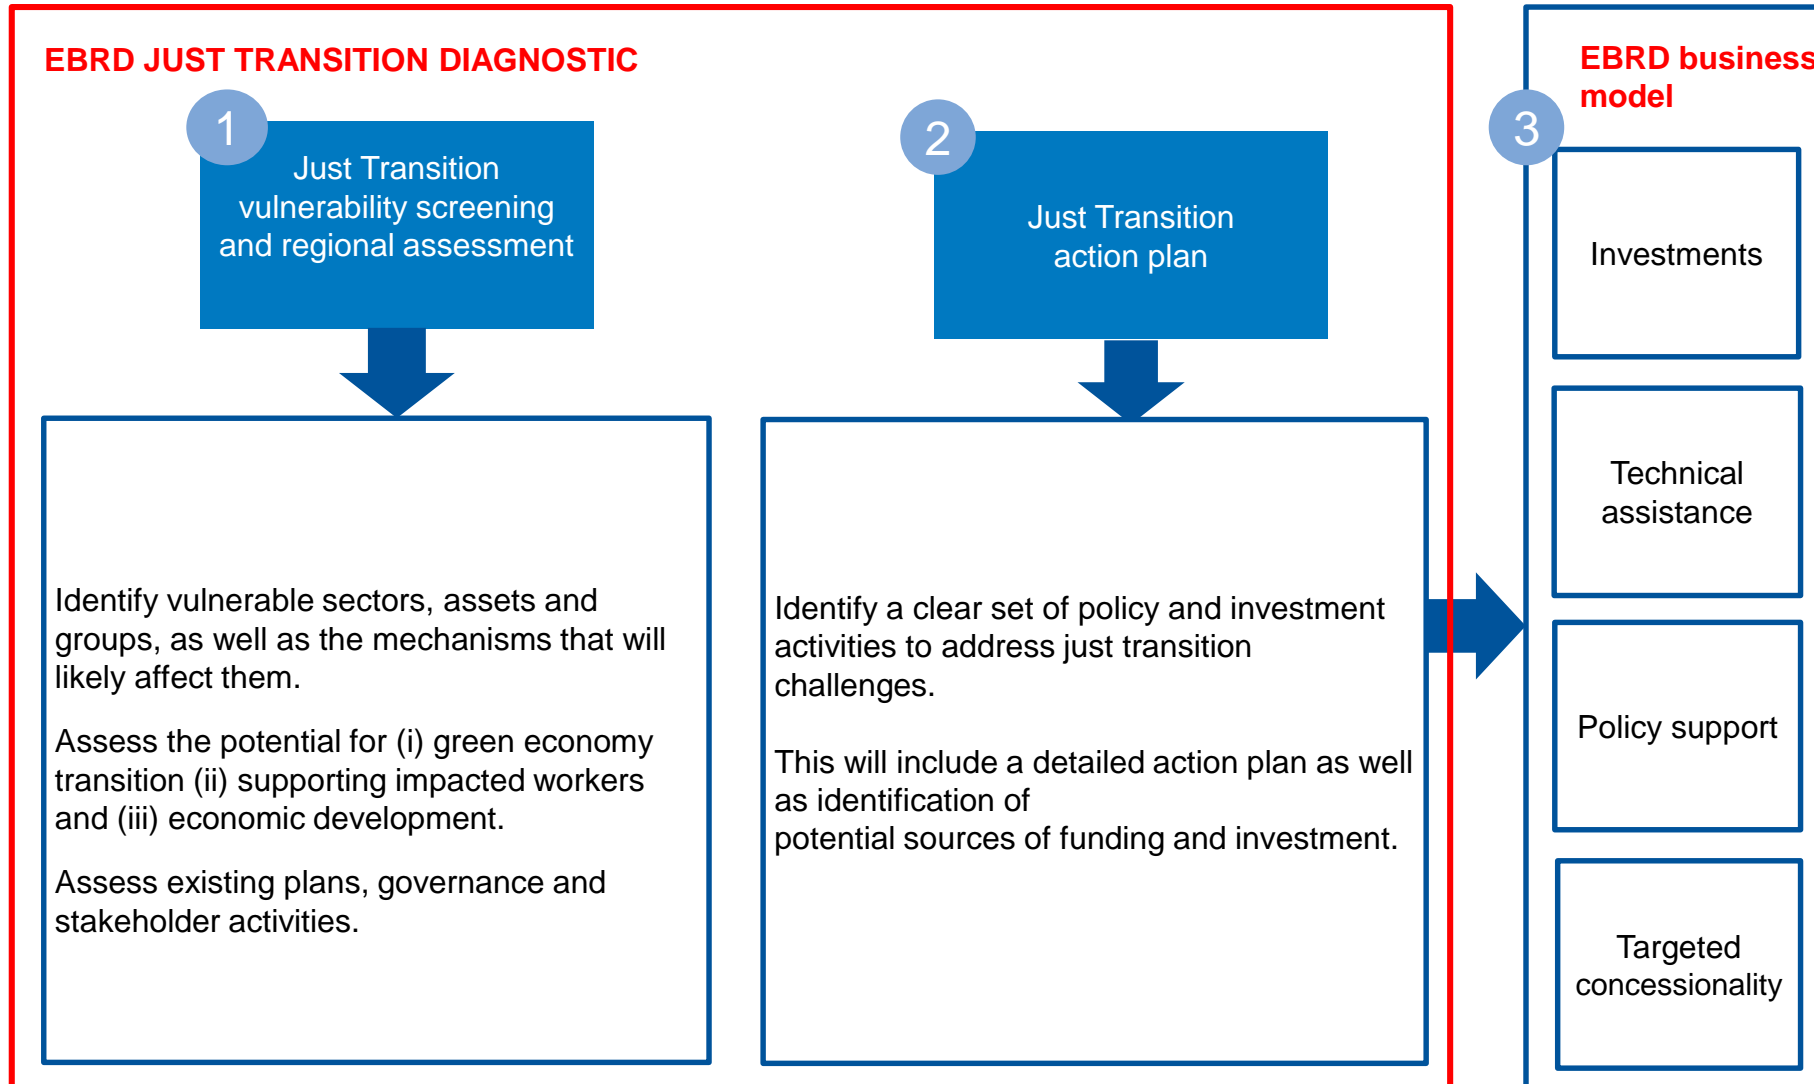 EBRD JUST TRANSITION DIAGNOSTIC
1
Just Transition
vulnerability screening
and regional assessment
Identify vulnerable sectors, assets and
groups, as well as the mechanisms that will
likely affect them.
Assess the potential for (i) green economy
transition (ii) supporting impacted workers
and (iii) economic development.
Assess existing plans, governance and
stakeholder activities.
2
Just Transition
action plan
Identify a clear set of policy and investment
activities to address just transition
challenges.
This will include a detailed action plan as well
as identification of
potential sources of funding and investment.
3
EBRD business
model
Investments
Technical
assistance
Policy support
Targeted
concessionality